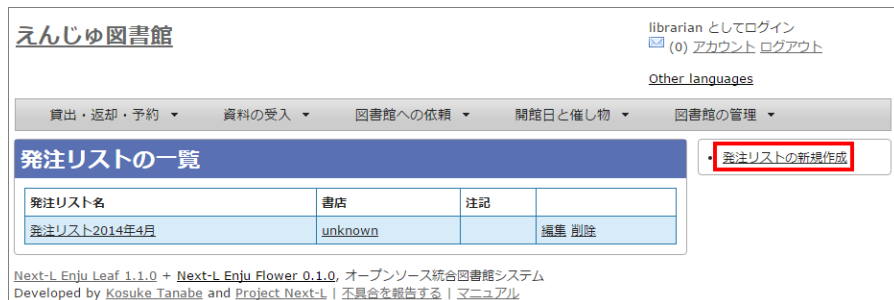 えんじゅ図書館
librarian としてログイン
(0) アカウント ログアウト
Other languages
貸出・返却・予約 ▼ 資料の受入 ▼ 図書館への依頼 ▼ 開館日と催し物 ▼ 図書館の管理 ▼
発注リストの一覧
• 発注リストの新規作成
発注リスト名 書店 注記
発注リスト2014年4月 unknown 編集 削除
Next-L Enju Leaf 1.1.0 + Next-L Enju Flower 0.1.0, オープンソース統合図書館システム
Developed by Kosuke Tanabe and Project Next-L | 不具合を報告する | マニュアル